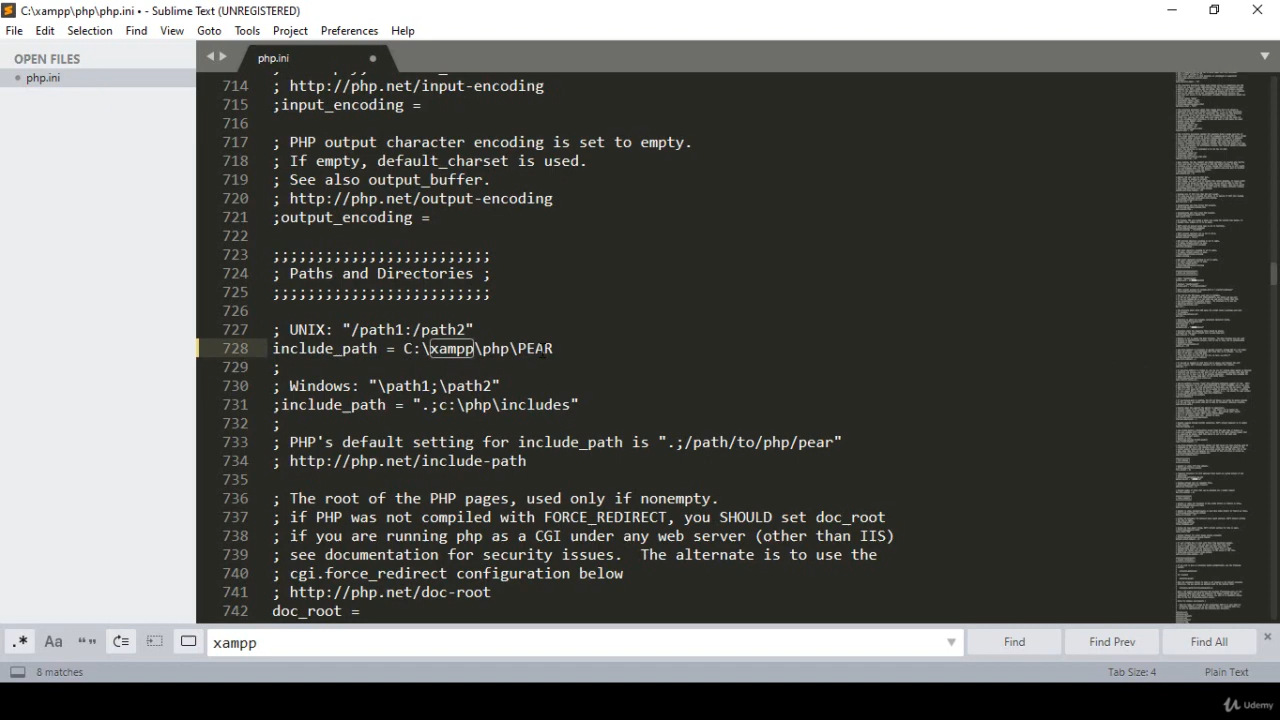 C:\xampp\php\php.ini • - Sublime Text (UNREGISTERED)
File Edit Selection Find View Goto Tools Project Preferences Help
OPEN FILES
php.ini
php.ini
714 ; http://php.net/input-encoding
715 ;input_encoding =
716
717 ; PHP output character encoding is set to empty.
718 ; If empty, default_charset is used.
719 ; See also output_buffer.
720 ; http://php.net/output-encoding
721 ;output_encoding =
722
723 ;;;;;;;;;;;;;;;;;;;;;;;;;
724 ; Paths and Directories ;
725 ;;;;;;;;;;;;;;;;;;;;;;;;;
726
727 ; UNIX: "/path1:/path2"
728 include_path = C:\xampp\php\PEAR
729 ;
730 ; Windows: "\path1;\path2"
731 ;include_path = ".;c:\php\includes"
732 ;
733 ; PHP's default setting for include_path is ".;/path/to/php/pear"
734 ; http://php.net/include-path
735
736 ; The root of the PHP pages, used only if nonempty.
737 ; if PHP was not compiled with FORCE_REDIRECT, you SHOULD set doc_root
738 ; if you are running php as a CGI under any web server (other than IIS)
739 ; see documentation for security issues.  The alternate is to use the
740 ; cgi.force_redirect configuration below
741 ; http://php.net/doc-root
742 doc_root =
.* Aa “” xampp Find Find Prev Find All
8 matches Tab Size: 4 Plain Text
Udemy